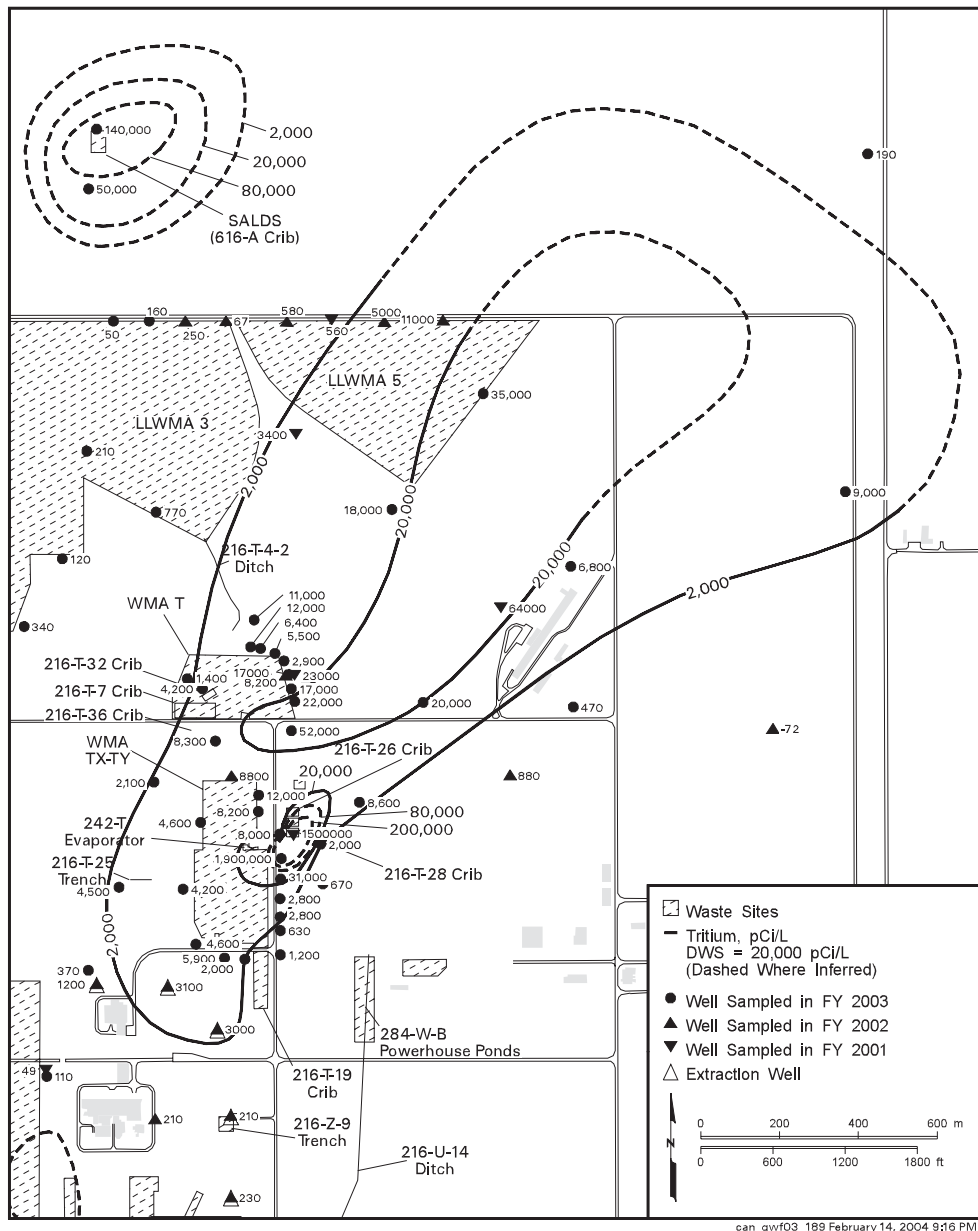 140,000
2,000
20,000
80,000
50,000
SALDS
(616-A Crib)
190
160
580
5000
50
250
67
560
11000
LLWMA 5
35,000
LLWMA 3
3400
210
2,000
20,000
18,000
9,000
770
216-T-4-2
Ditch
120
20,000
6,800
2,000
WMA T
11,000
12,000
6,400
5,500
64000
340
216-T-32 Crib
1,400
2,900
17000
23000
4,200
8,200
17,000
216-T-7 Crib
22,000
20,000
470
216-T-36 Crib
52,000
-72
8,300
WMA
TX-TY
216-T-26 Crib
2,100
8800
20,000
880
12,000
8,600
80,000
8,200
4,600
200,000
242-T
Evaporator
8,000
1500000
2,000
1,900,000
216-T-25
Trench
216-T-28 Crib
31,000
670
4,500
4,200
2,800
2,800
2,000
630
4,600
5,900
2,000
1,200
370
1200
3100
3000
284-W-B
Powerhouse Ponds
49
110
216-T-19
Crib
210
210
216-Z-9
Trench
216-U-14
Ditch
230
Waste Sites
Tritium, pCi/L
DWS = 20,000 pCi/L
(Dashed Where Inferred)
Well Sampled in FY 2003
Well Sampled in FY 2002
Well Sampled in FY 2001
Extraction Well
N
0 200 400 600 m
0 600 1200 1800 ft
can_gwf03_189 February 14, 2004 9:16 PM